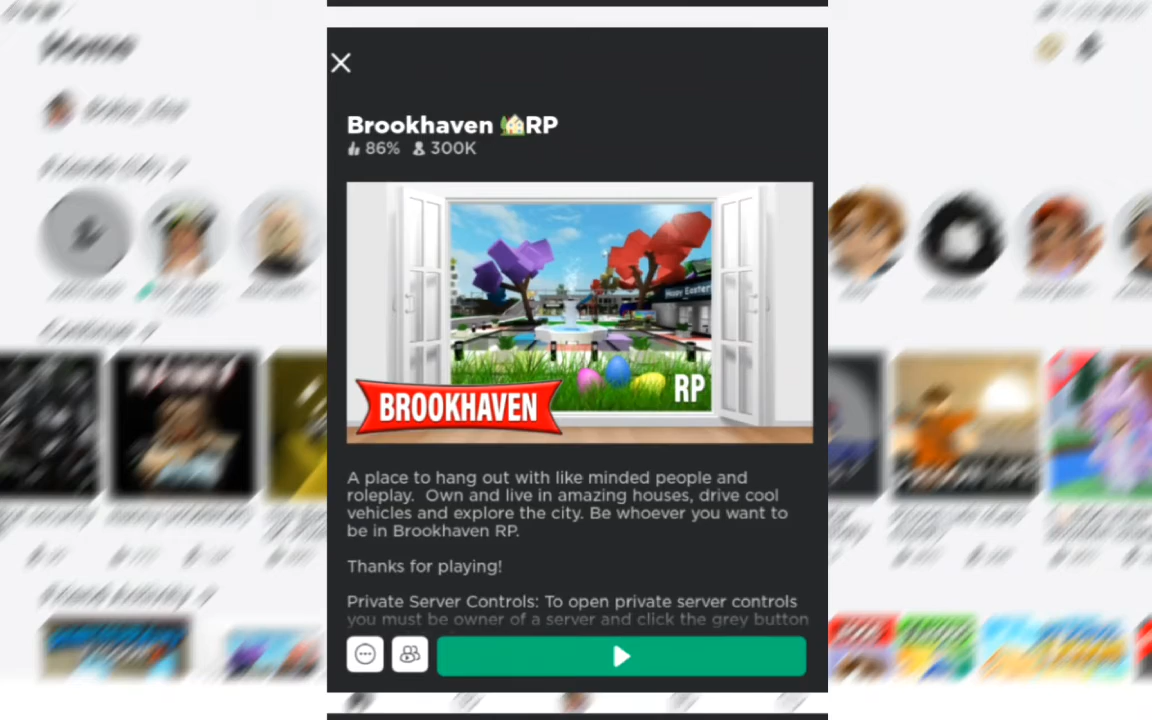 Home
Brookhaven 🏡RP
86% 300K
Happy Easter
BROOKHAVEN
RP
A place to hang out with like minded people and
roleplay. Own and live in amazing houses, drive cool
vehicles and explore the city. Be whoever you want to
be in Brookhaven RP.
Thanks for playing!
Private Server Controls: To open private server controls
you must be owner of a server and click the grey button